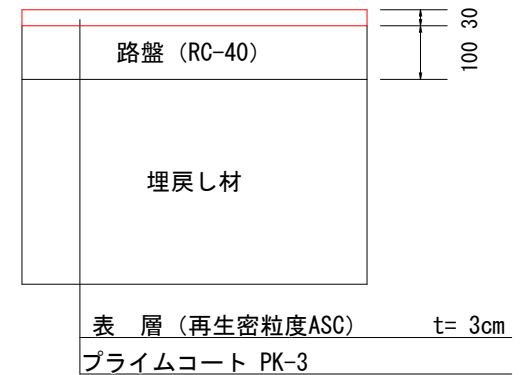 30
路盤（RC-40）
100
埋戻し材
表　層（再生密粒度ASC）　t= 3cm
プライムコート PK-3